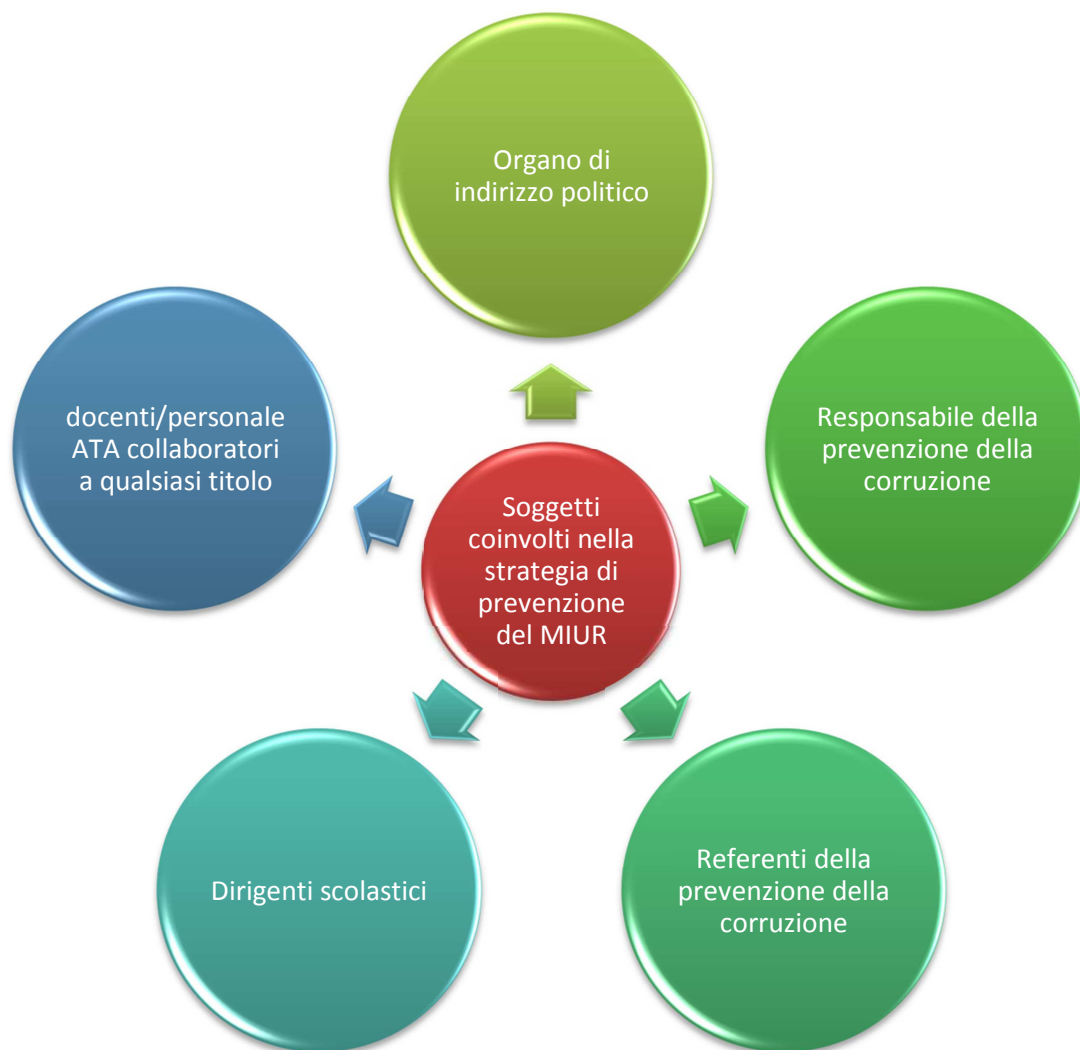 Organo di
indirizzo politico
Responsabile della
prevenzione della
corruzione
Referenti della
prevenzione della
corruzione
Dirigenti scolastici
docenti/personale
ATA collaboratori
a qualsiasi titolo
Soggetti
coinvolti nella
strategia di
prevenzione
del MIUR